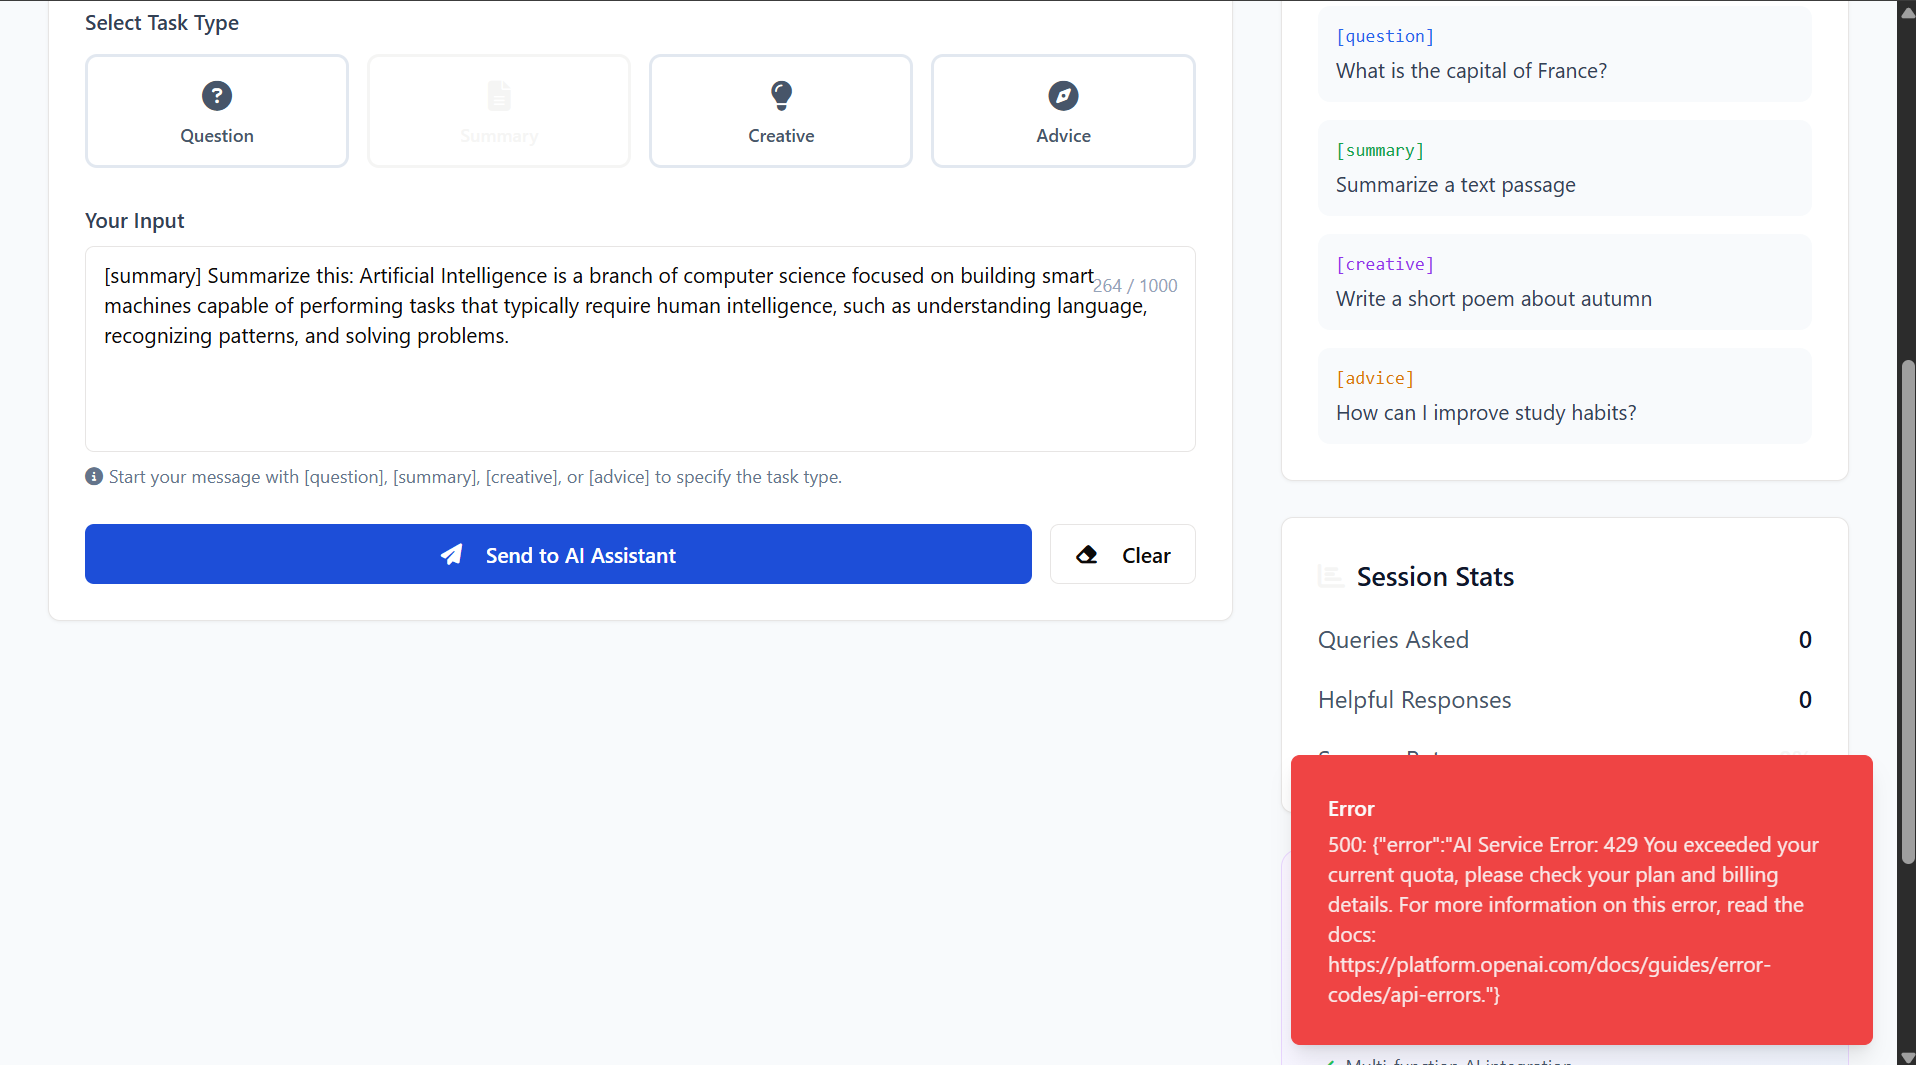 Select Task Type
Question
Summary
Creative
Advice
Your Input
[summary] Summarize this: Artificial Intelligence is a branch of computer science focused on building smart
machines capable of performing tasks that typically require human intelligence, such as understanding language,
recognizing patterns, and solving problems.
264 / 1000
Start your message with [question], [summary], [creative], or [advice] to specify the task type.
Send to AI Assistant
Clear
[question]
What is the capital of France?
[summary]
Summarize a text passage
[creative]
Write a short poem about autumn
[advice]
How can I improve study habits?
Session Stats
Queries Asked
0
Helpful Responses
0
Error
500: {"error":"AI Service Error: 429 You exceeded your
current quota, please check your plan and billing
details. For more information on this error, read the
docs:
https://platform.openai.com/docs/guides/error-
codes/api-errors."}
Multi-function AI integration